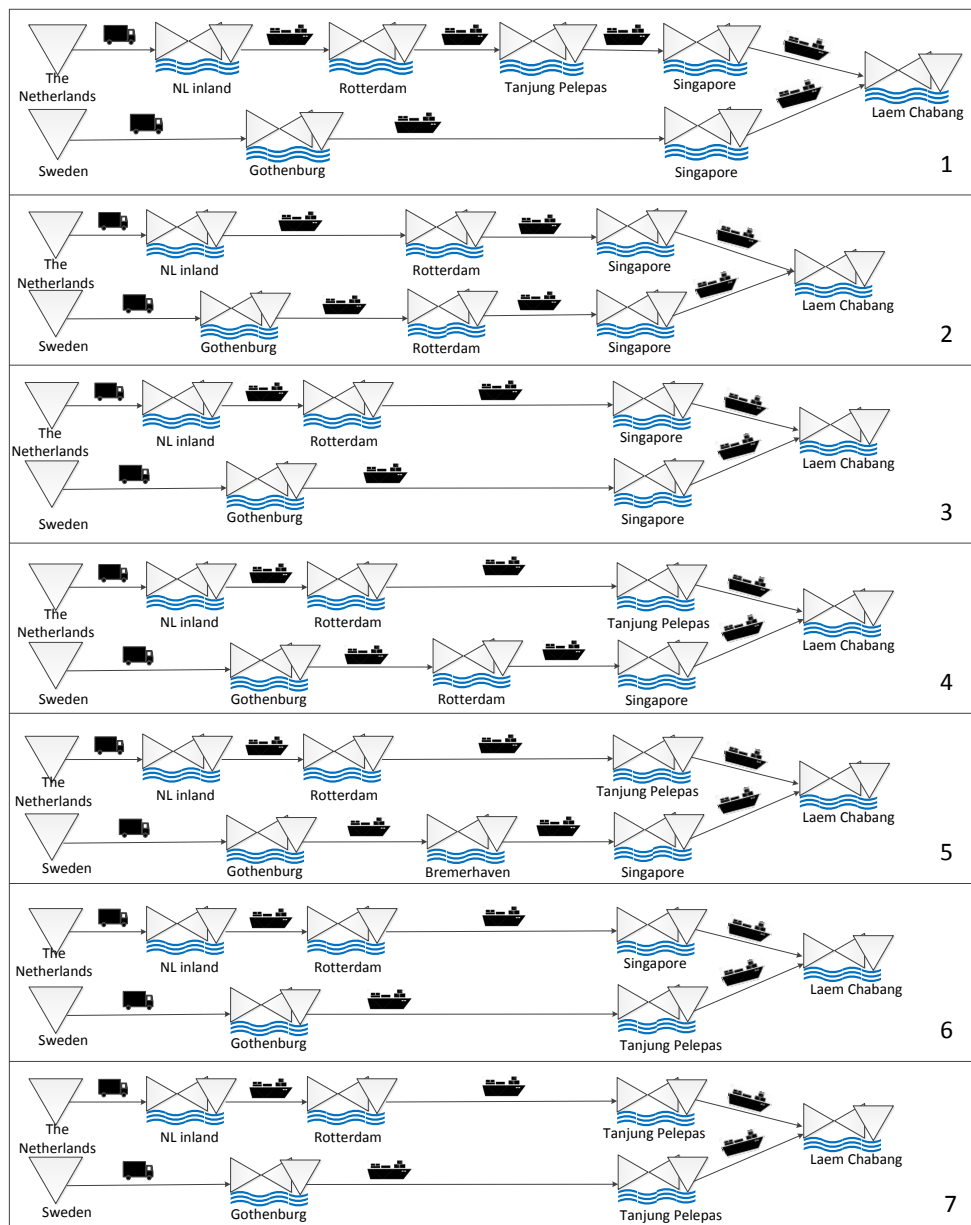 The
Netherlands
NL inland
Rotterdam
Tanjung Pelepas
Singapore
Laem Chabang
Sweden
Gothenburg
Singapore
1
The
Netherlands
NL inland
Rotterdam
Singapore
Laem Chabang
Sweden
Gothenburg
Rotterdam
Singapore
2
The
Netherlands
NL inland
Rotterdam
Singapore
Laem Chabang
Sweden
Gothenburg
Singapore
3
The
Netherlands
NL inland
Rotterdam
Tanjung Pelepas
Laem Chabang
Sweden
Gothenburg
Rotterdam
Singapore
4
The
Netherlands
NL inland
Rotterdam
Tanjung Pelepas
Laem Chabang
Sweden
Gothenburg
Bremerhaven
Singapore
5
The
Netherlands
NL inland
Rotterdam
Singapore
Laem Chabang
Sweden
Gothenburg
Tanjung Pelepas
6
The
Netherlands
NL inland
Rotterdam
Tanjung Pelepas
Laem Chabang
Sweden
Gothenburg
Tanjung Pelepas
7